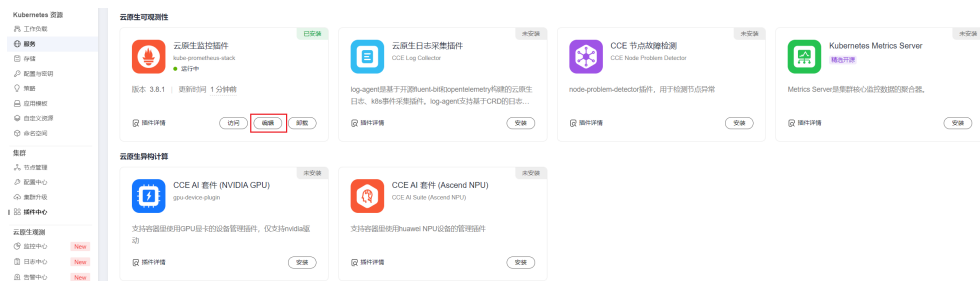 Kubernetes 资源
工作负载
服务
存储
配置与密钥
策略
应用模板
自定义资源
命名空间
集群
节点管理
配置中心
集群升级
插件中心
云原生观测
监控中心 New
日志中心 New
告警中心 New
云原生可观测性
已安装
云原生监控插件
kube-prometheus-stack
运行中
版本 3.8.1 | 更新时间 1 分钟前
插件详情 访问 编辑 卸载
未安装
云原生日志采集插件
CCE Log Collector
log-agent是基于开源fluent-bit和opentelemetry构建的云原生
日志、k8s事件采集插件。log-agent支持基于CRD的日志...
插件详情 安装
未安装
CCE 节点故障检测
CCE Node Problem Detector
node-problem-detector插件，用于检测节点异常
插件详情 安装
未安装
Kubernetes Metrics Server
精选开源
Metrics Server是集群核心监控数据的聚合器。
插件详情 安装
云原生异构计算
未安装
CCE AI 套件 (NVIDIA GPU)
gpu-device-plugin
支持容器里使用GPU显卡的设备管理插件，仅支持nvidia驱
动
插件详情 安装
未安装
CCE AI 套件 (Ascend NPU)
CCE AI Suite (Ascend NPU)
支持容器里使用huawei NPU设备的管理插件
插件详情 安装